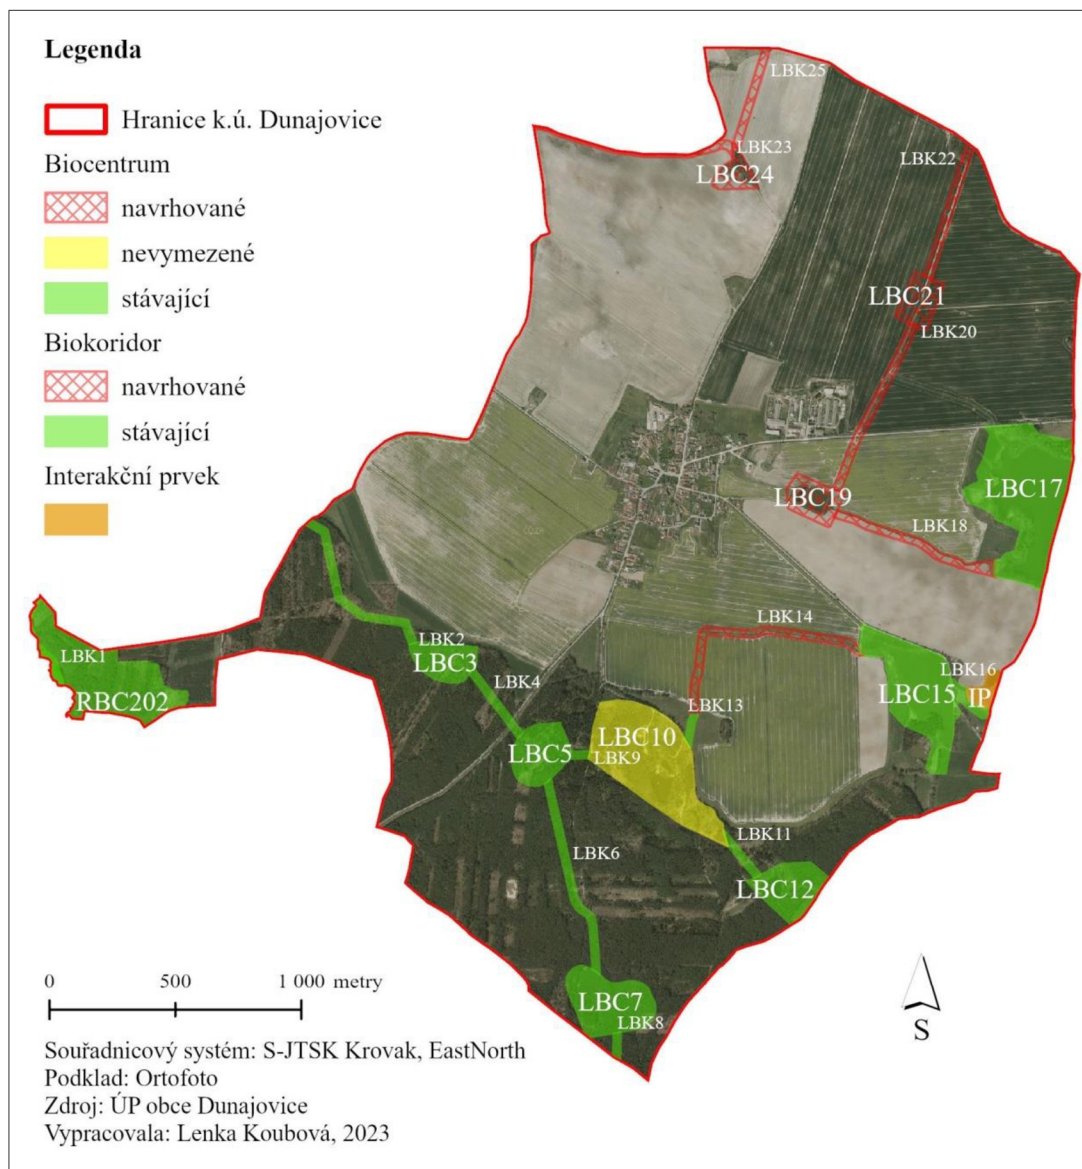 Legenda
Hranice k.ú. Dunajovice
Biocentrum
navrhované
nevymezené
stávající
Biokoridor
navrhované
stávající
Interakční prvek
LBK25
LBK23
LBC24
LBK22
LBC21
LBK20
LBC17
LBC19
LBK18
LBK14
LBK2
LBC3
LBK1
RBC202
LBK4
LBK16
LBC15
IP
LBK13
LBC10
LBC5
LBK9
LBK11
LBK6
LBC12
LBC7
LBK8
0 500 1 000 metry
S
Souřadnicový systém: S-JTSK Krovak, EastNorth
Podklad: Ortofoto
Zdroj: ÚP obce Dunajovice
Vypracovala: Lenka Koubová, 2023